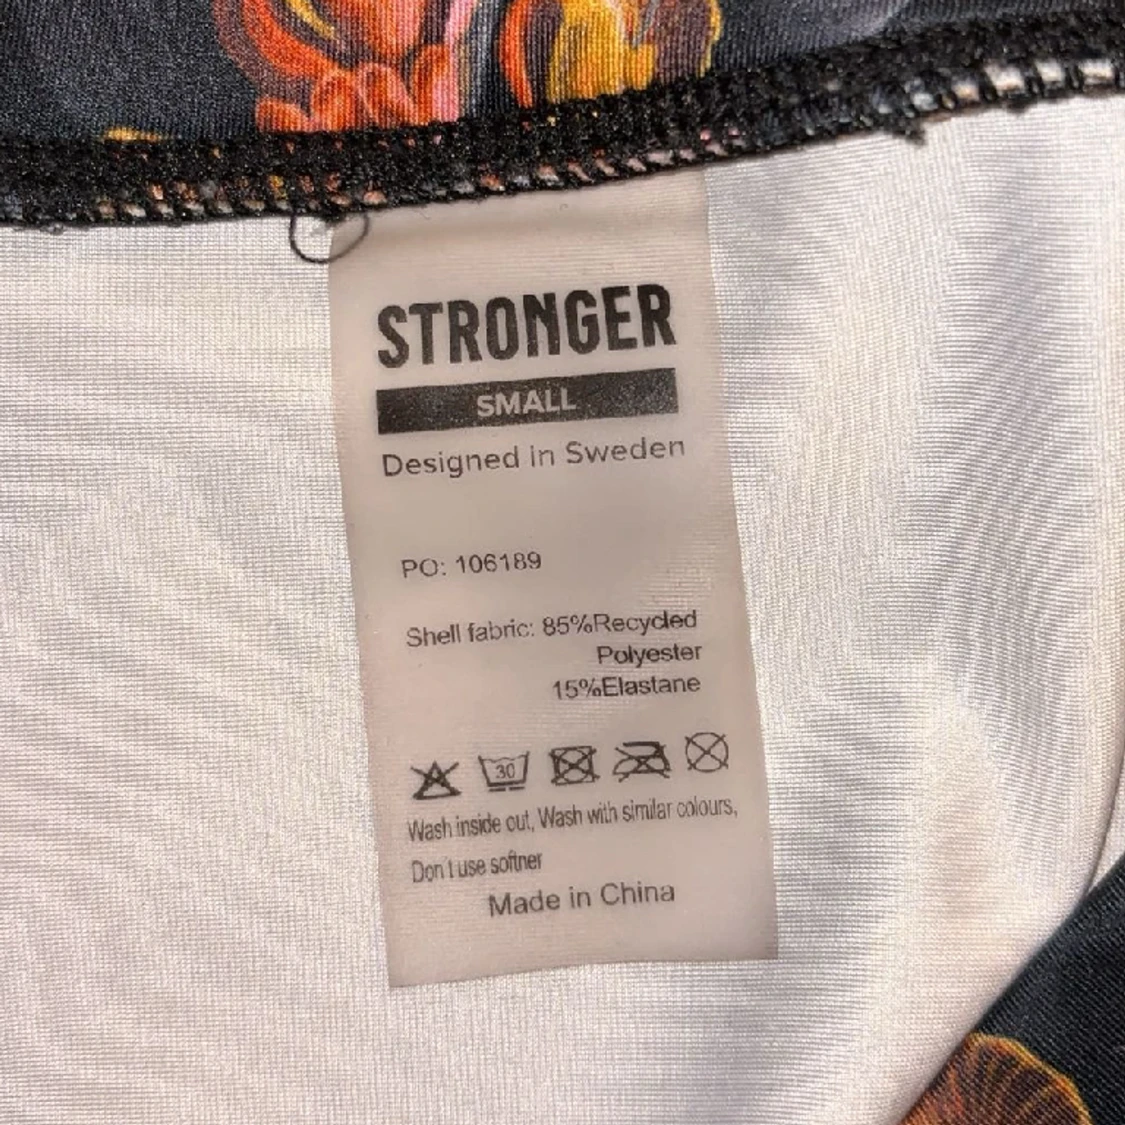 STRONGER
SMALL
Designed in Sweden
PO: 106189
Shell fabric: 85%Recycled
Polyester
15%Elastane
30
Wash inside out, Wash with similar colours,
Don't use softner
Made in China